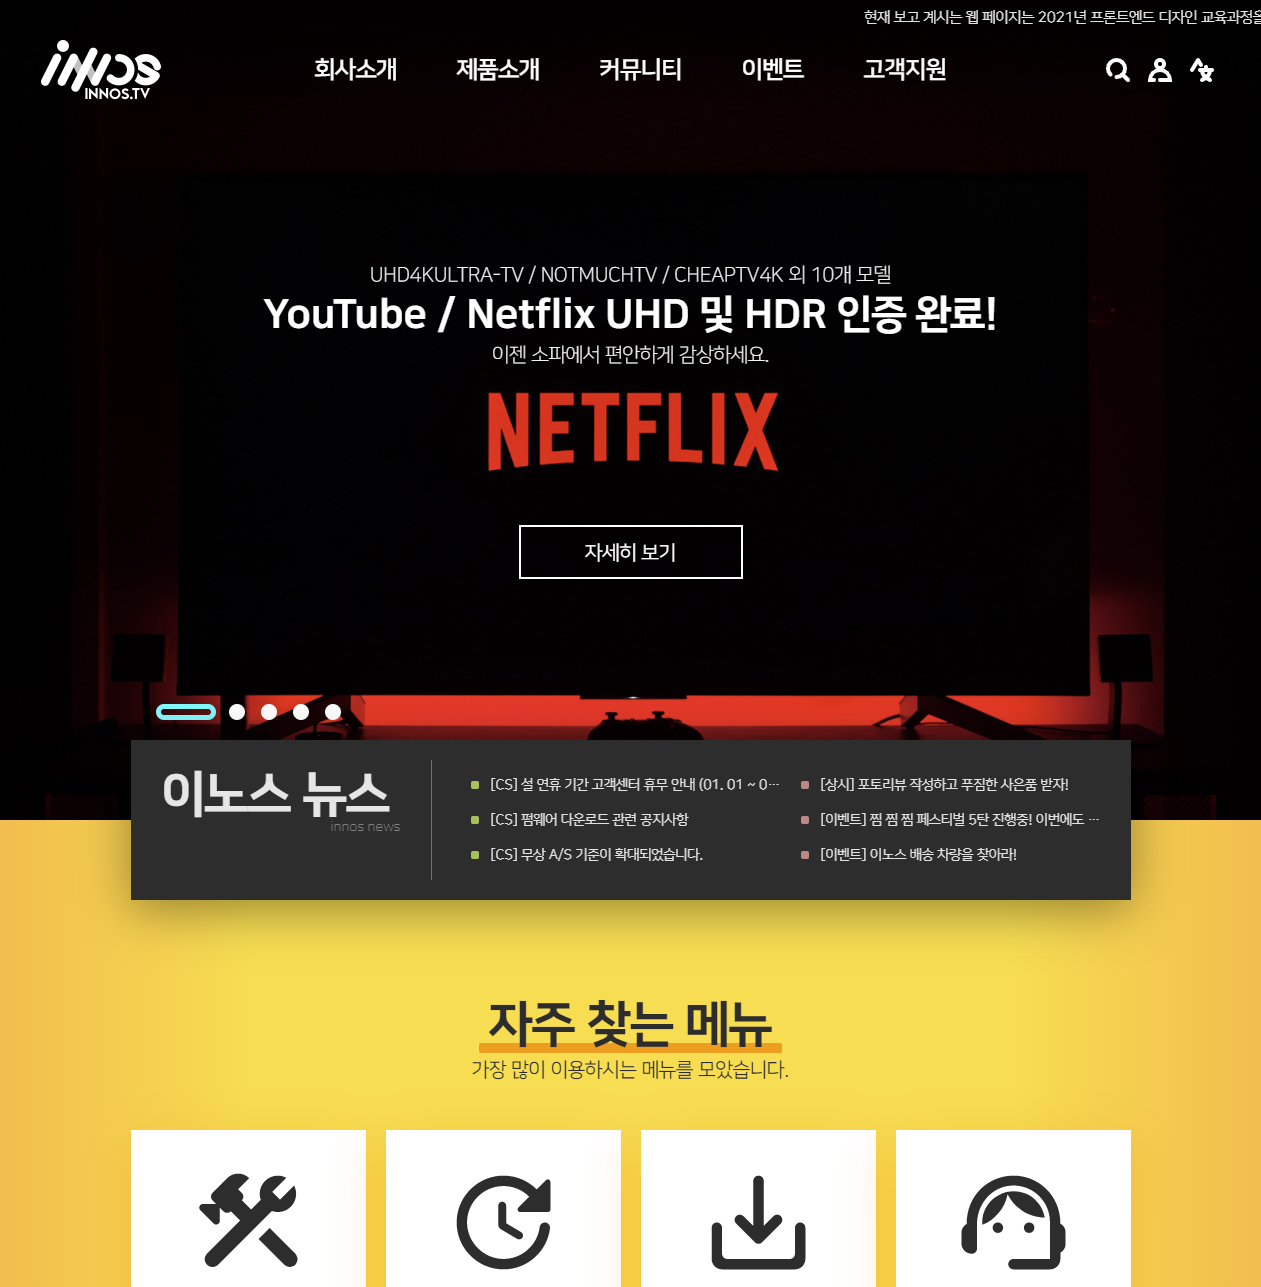 현재 보고 계시는 웹 페이지는 2021년 프론트엔드 디자인 교육과정을
innos
INNOS.TV
회사소개 제품소개 커뮤니티 이벤트 고객지원
UHD4KULTRA-TV / NOTMUCHTV / CHEAPTV4K 외 10개 모델
YouTube / Netflix UHD 및 HDR 인증 완료!
이젠 소파에서 편안하게 감상하세요.
NETFLIX
자세히 보기
이노스 뉴스
innos news
[CS] 설 연휴 기간 고객센터 휴무 안내 (01. 01 ~ 0…
[CS] 펌웨어 다운로드 관련 공지사항
[CS] 무상 A/S 기준이 확대되었습니다.
[상시] 포토리뷰 작성하고 푸짐한 사은품 받자!
[이벤트] 찜 찜 찜 페스티벌 5탄 진행중! 이번에도 …
[이벤트] 이노스 배송 차량을 찾아라!
자주 찾는 메뉴
가장 많이 이용하시는 메뉴를 모았습니다.